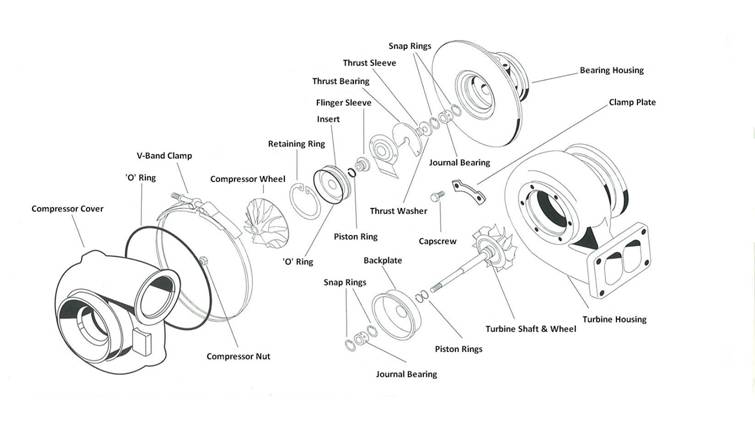 Snap Rings
Thrust Sleeve
Bearing Housing
Thrust Bearing
Flinger Sleeve
Clamp Plate
Insert
Retaining Ring
V-Band Clamp
Journal Bearing
'O' Ring
Compressor Wheel
Compressor Cover
Thrust Washer
Piston Ring
Capscrew
'O' Ring
Backplate
Snap Rings
Turbine Housing
Turbine Shaft & Wheel
Piston Rings
Compressor Nut
Journal Bearing